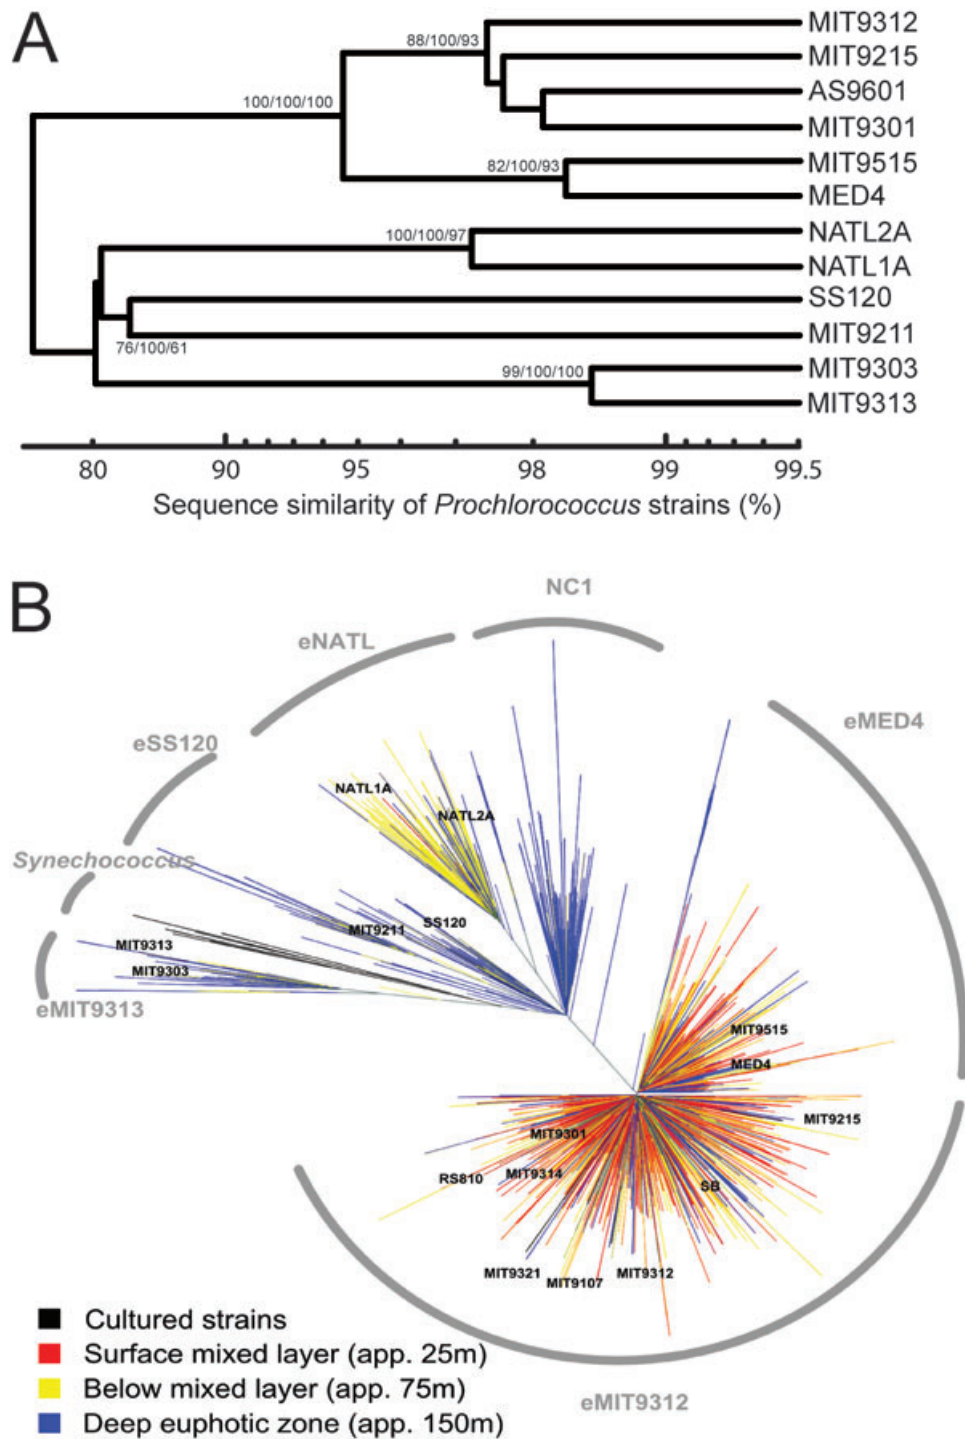 A
MIT9312
88/100/93
MIT9215
AS9601
100/100/100
MIT9301
MIT9515
82/100/93
MED4
NATL2A
100/100/97
NATL1A
SS120
MIT9211
76/100/61
MIT9303
99/100/100
MIT9313
80 90 95 98 99 99.5
Sequence similarity of Prochlorococcus strains (%)
B
NC1
eNATL
eMED4
eSS120
NATL1A
NATL2A
Synechococcus
SS120
MIT9211
MIT9313
MIT9303
eMIT9313
MIT9515
MED4
MIT9215
MIT9301
RS810
MIT9314
SB
MIT9321
MIT9107
MIT9312
Cultured strains
Surface mixed layer (app. 25m)
Below mixed layer (app. 75m)
eMIT9312
Deep euphotic zone (app. 150m)